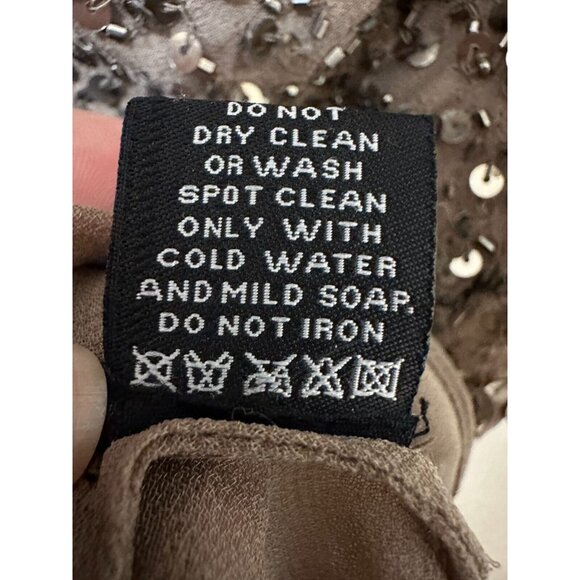 DO NOT
DRY CLEAN
OR WASH
SPOT CLEAN
ONLY WITH
COLD WATER
AND MILD SOAP.
DO NOT IRON